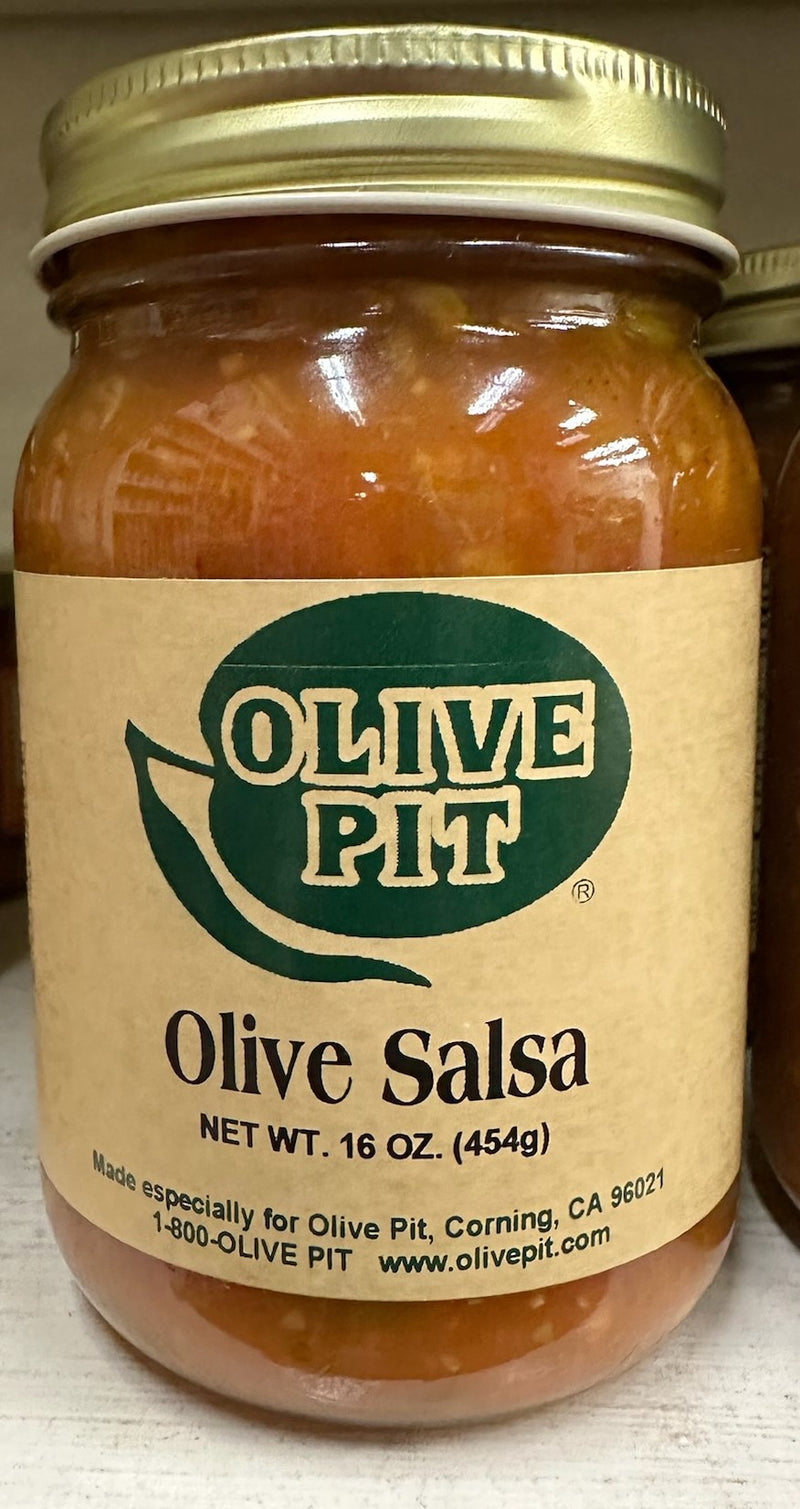 OLIVE
PIT
®
Olive Salsa
NET WT. 16 OZ. (454g)
Made especially for Olive Pit, Corning, CA 96021
1-800-OLIVE PIT www.olivepit.com